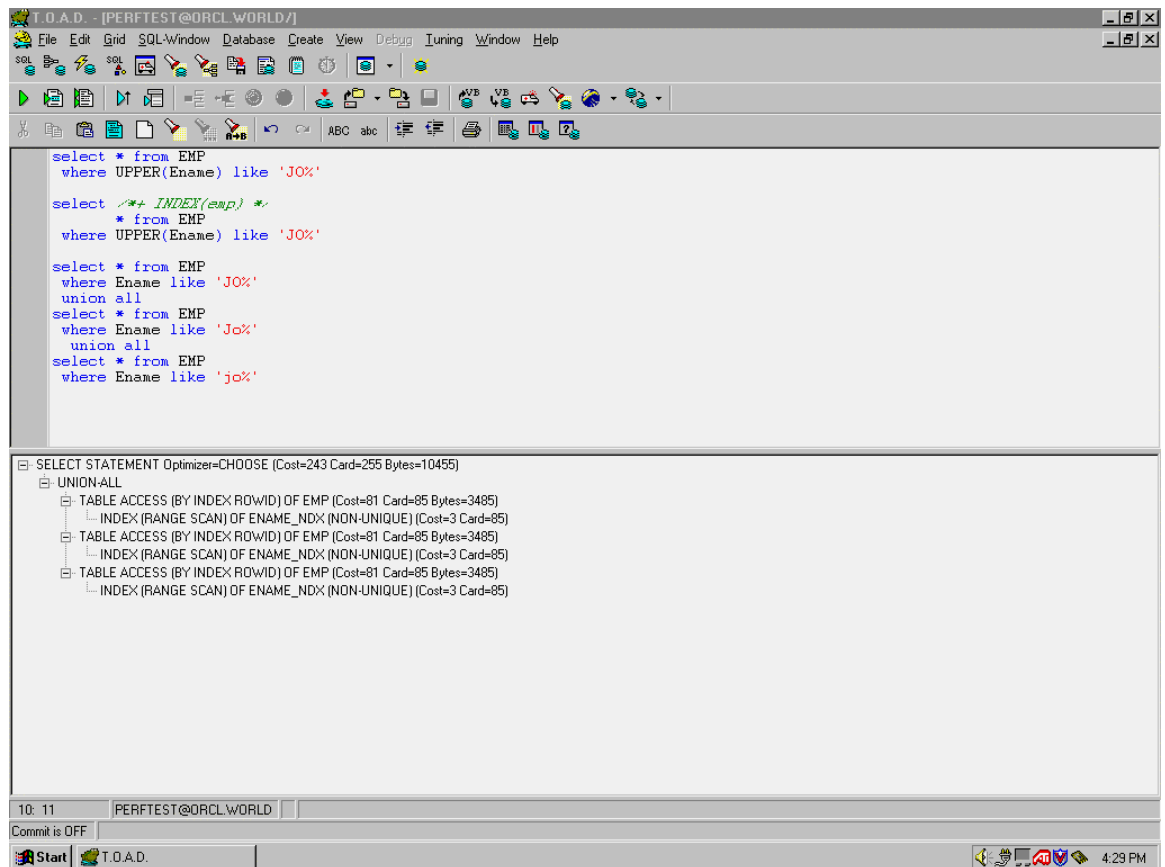 T.O.A.D. - [PERFTEST@ORCL.WORLD/]
File Edit Grid SQL-Window Database Create View Debug Tuning Window Help
SQL SQL
VB VB
A→B ABC abc
select * from EMP
where UPPER(Ename) like 'JO%'
select /*+ INDEX(emp) */
* from EMP
where UPPER(Ename) like 'JO%'
select * from EMP
where Ename like 'JO%'
union all
select * from EMP
where Ename like 'Jo%'
union all
select * from EMP
where Ename like 'jo%'
SELECT STATEMENT Optimizer=CHOOSE (Cost=243 Card=255 Bytes=10455)
UNION-ALL
TABLE ACCESS (BY INDEX ROWID) OF EMP (Cost=81 Card=85 Bytes=3485)
INDEX (RANGE SCAN) OF ENAME_NDX (NON-UNIQUE) (Cost=3 Card=85)
TABLE ACCESS (BY INDEX ROWID) OF EMP (Cost=81 Card=85 Bytes=3485)
INDEX (RANGE SCAN) OF ENAME_NDX (NON-UNIQUE) (Cost=3 Card=85)
TABLE ACCESS (BY INDEX ROWID) OF EMP (Cost=81 Card=85 Bytes=3485)
INDEX (RANGE SCAN) OF ENAME_NDX (NON-UNIQUE) (Cost=3 Card=85)
10: 11 PERFTEST@ORCL.WORLD
Commit is OFF
Start T.O.A.D. ATI 4:29 PM